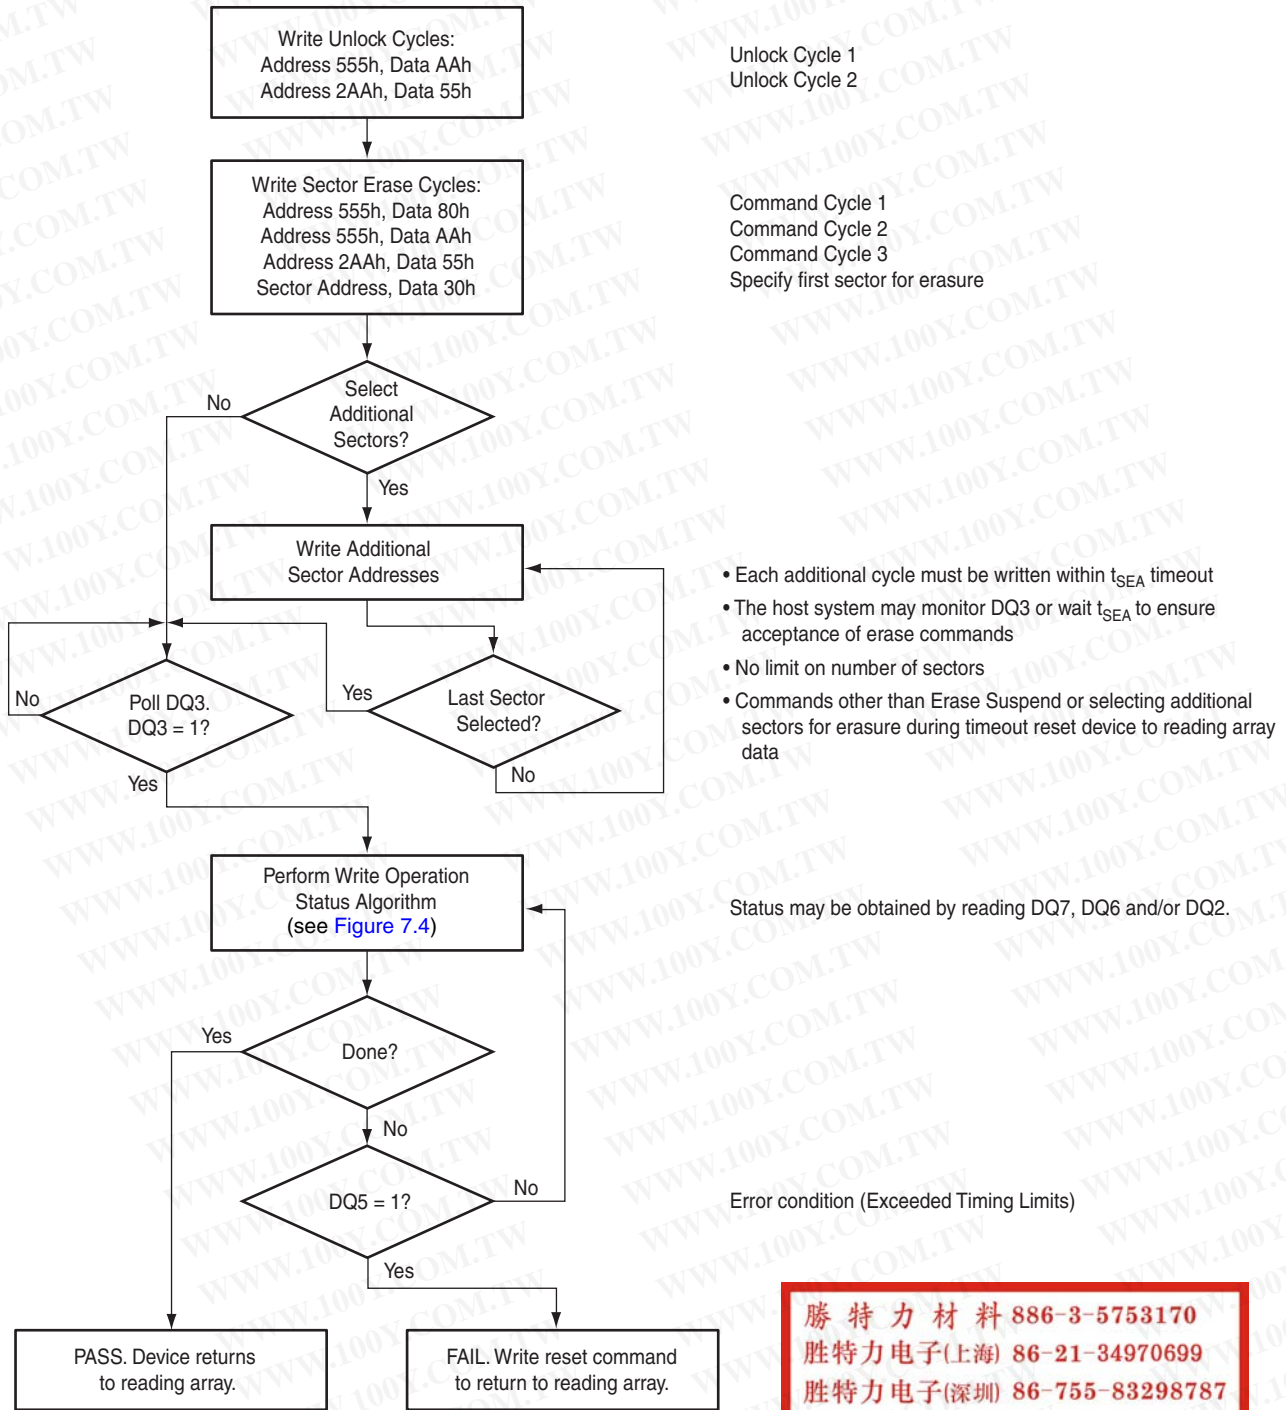 Write Unlock Cycles:
Address 555h, Data AAh
Address 2AAh, Data 55h
Unlock Cycle 1
Unlock Cycle 2
Write Sector Erase Cycles:
Address 555h, Data 80h
Address 555h, Data AAh
Address 2AAh, Data 55h
Sector Address, Data 30h
Command Cycle 1
Command Cycle 2
Command Cycle 3
Specify first sector for erasure
Select
Additional
Sectors?
No
Yes
Write Additional
Sector Addresses
• Each additional cycle must be written within tSEA timeout
• The host system may monitor DQ3 or wait tSEA to ensure
acceptance of erase commands
• No limit on number of sectors
• Commands other than Erase Suspend or selecting additional
sectors for erasure during timeout reset device to reading array
data
No
Poll DQ3.
DQ3 = 1?
Yes
Yes
Last Sector
Selected?
No
Perform Write Operation
Status Algorithm
(see Figure 7.4)
Status may be obtained by reading DQ7, DQ6 and/or DQ2.
Yes
Done?
No
DQ5 = 1?
No
Yes
Error condition (Exceeded Timing Limits)
PASS. Device returns
to reading array.
FAIL. Write reset command
to return to reading array.
勝 特 力 材 料 886-3-5753170
胜特力电子(上海) 86-21-34970699
胜特力电子(深圳) 86-755-83298787
WWW.100Y.COM.TW